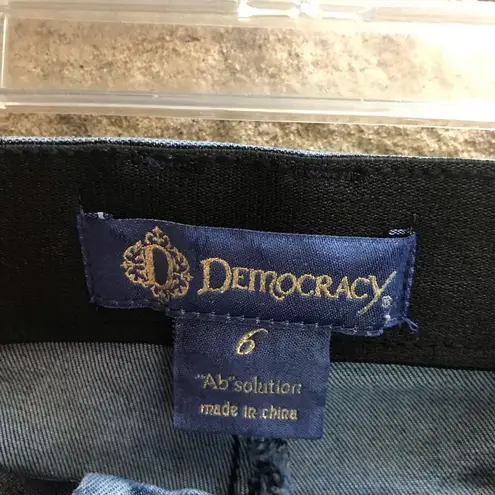 D DEMOCRACY®
6
"Ab"solution
made in china